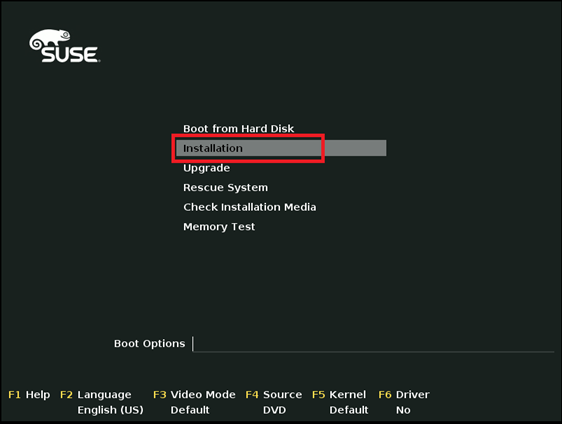 SUSE
Boot from Hard Disk
Installation
Upgrade
Rescue System
Check Installation Media
Memory Test
Boot Options
F1 Help F2 Language F3 Video Mode F4 Source F5 Kernel F6 Driver
English (US) Default DVD Default No